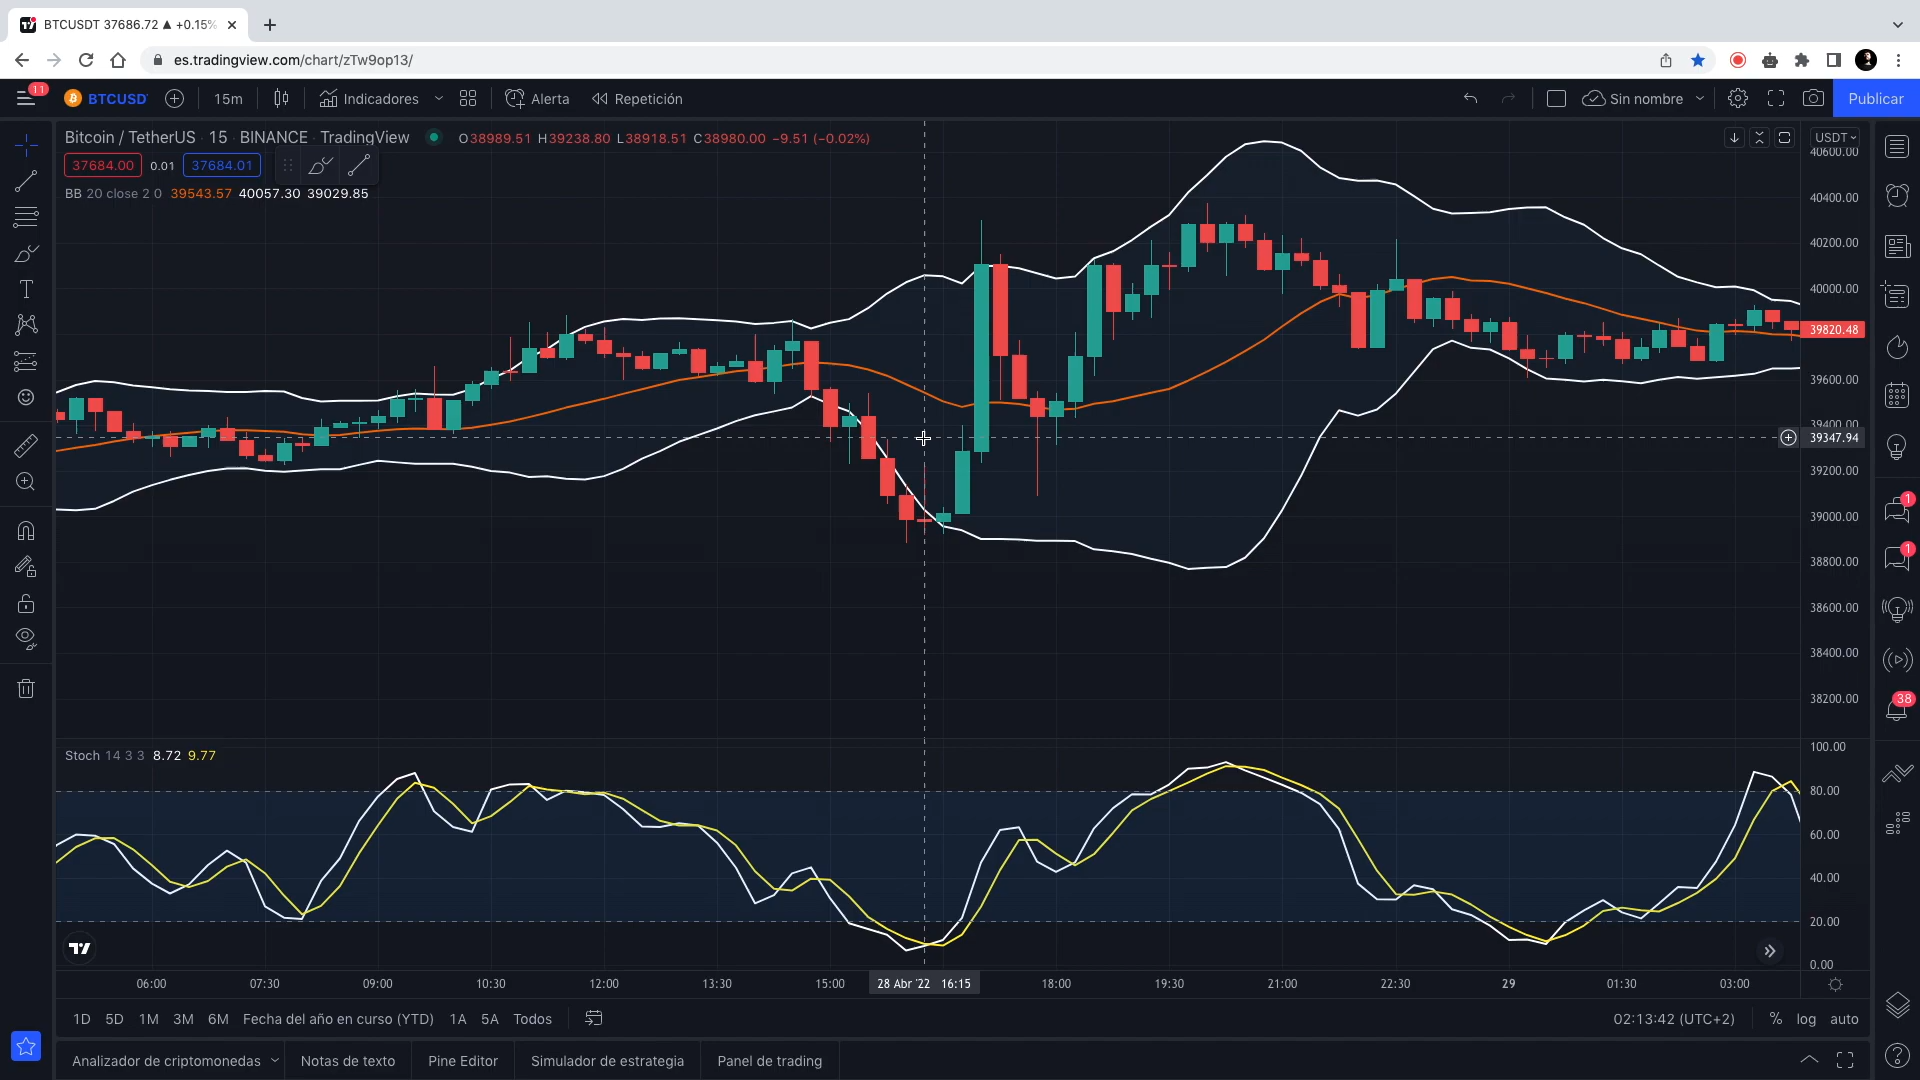 BTCUSDT 37686.72 ▲ +0.15%
es.tradingview.com/chart/zTw9op13/
11 BTCUSD 15m Indicadores Alerta Repetición Sin nombre Publicar
Bitcoin / TetherUS 15 BINANCE TradingView O38989.51 H39238.80 L38918.51 C38980.00 −9.51 (−0.02%) USDT
37684.00 0.01 37684.01
BB 20 close 2 0 39543.57 40057.30 39029.85
40600.00
40400.00
40200.00
40000.00
39820.48
39600.00
39400.00
39347.94
39200.00
39000.00
38800.00
38600.00
38400.00
38200.00
1
1
38
Stoch 14 3 3 8.72 9.77
100.00
80.00
60.00
40.00
20.00
0.00
06:00 07:30 09:00 10:30 12:00 13:30 15:00 28 Abr '22 16:15 18:00 19:30 21:00 22:30 29 01:30 03:00
1D 5D 1M 3M 6M Fecha del año en curso (YTD) 1A 5A Todos 02:13:42 (UTC+2) % log auto
Analizador de criptomonedas Notas de texto Pine Editor Simulador de estrategia Panel de trading